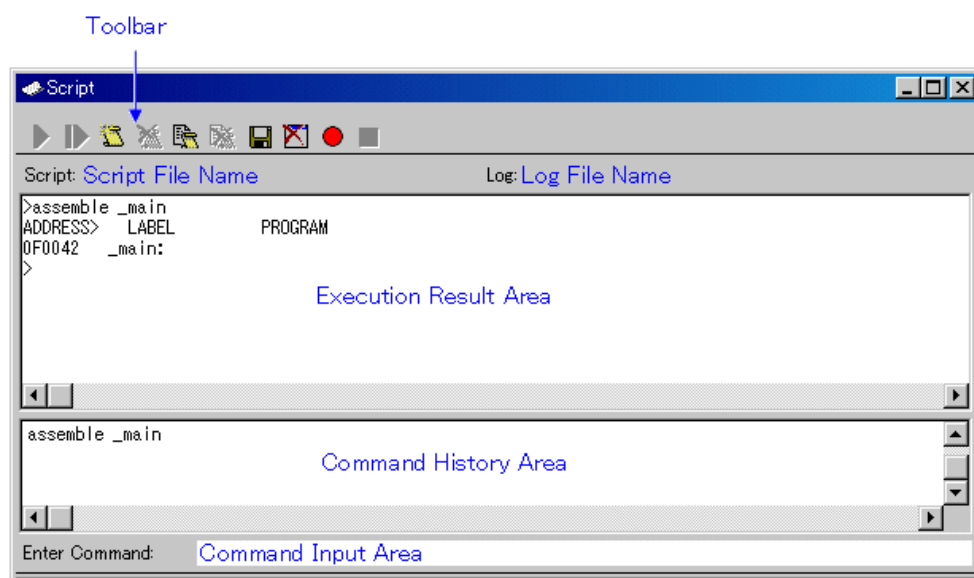 Toolbar
Script
Script: Script File Name Log: Log File Name
>assemble _main
ADDRESS> LABEL PROGRAM
0F0042 _main:
>
Execution Result Area
assemble _main
Command History Area
Enter Command: Command Input Area